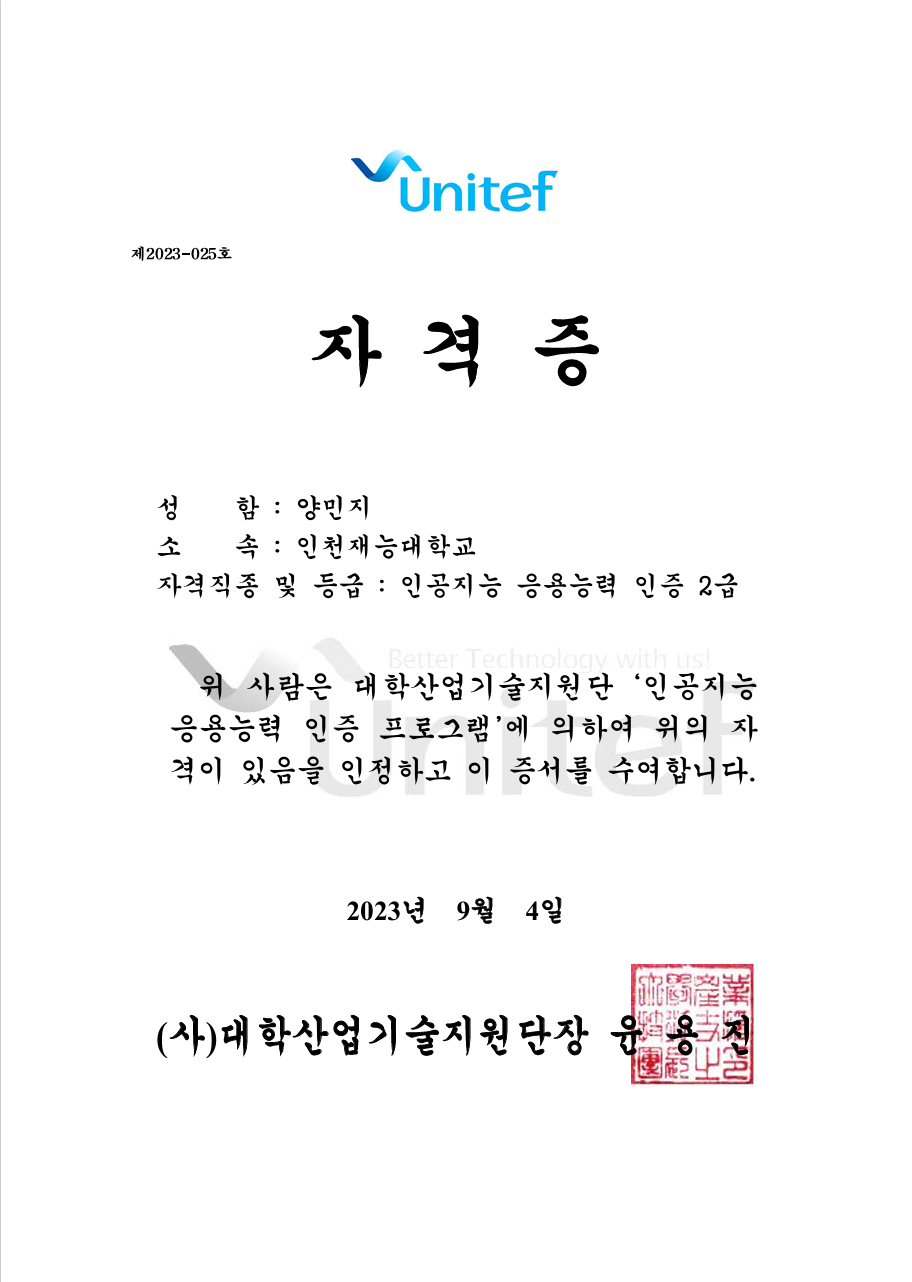 Unitef
제2023-025호
자 격 증
성 함 : 양민지
소 속 : 인천재능대학교
자격직종 및 등급 : 인공지능 응용능력 인증 2급
Better Technology with us!
Unitef
위 사람은 대학산업기술지원단 ‘인공지능
응용능력 인증 프로그램’에 의하여 위의 자
격이 있음을 인정하고 이 증서를 수여합니다.
2023년 9월 4일
(사)대학산업기술지원단장 윤 용 진